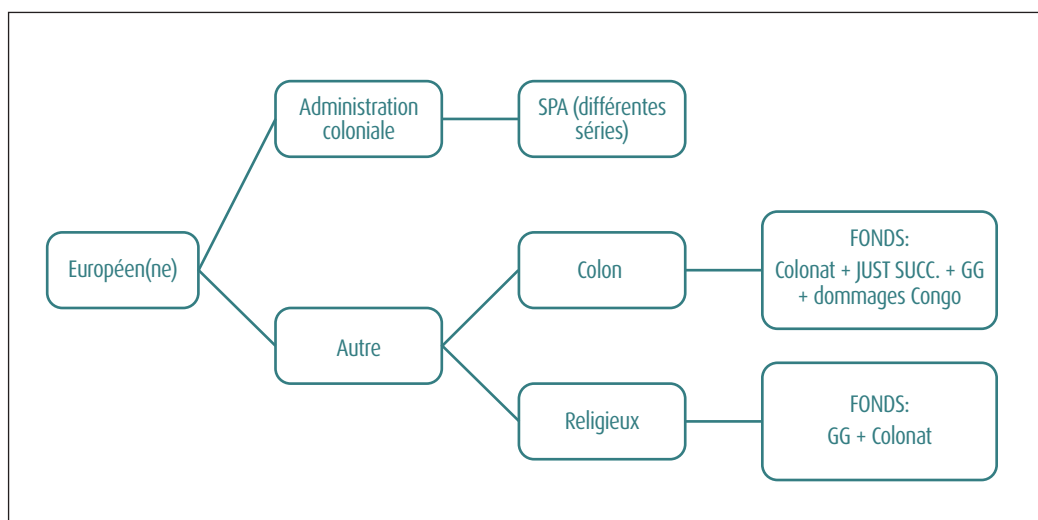 Administration
coloniale
SPA (différentes
séries)
Européen(ne)
Autre
Colon
FONDS:
Colonat + JUST SUCC. + GG
+ dommages Congo
Religieux
FONDS:
GG + Colonat